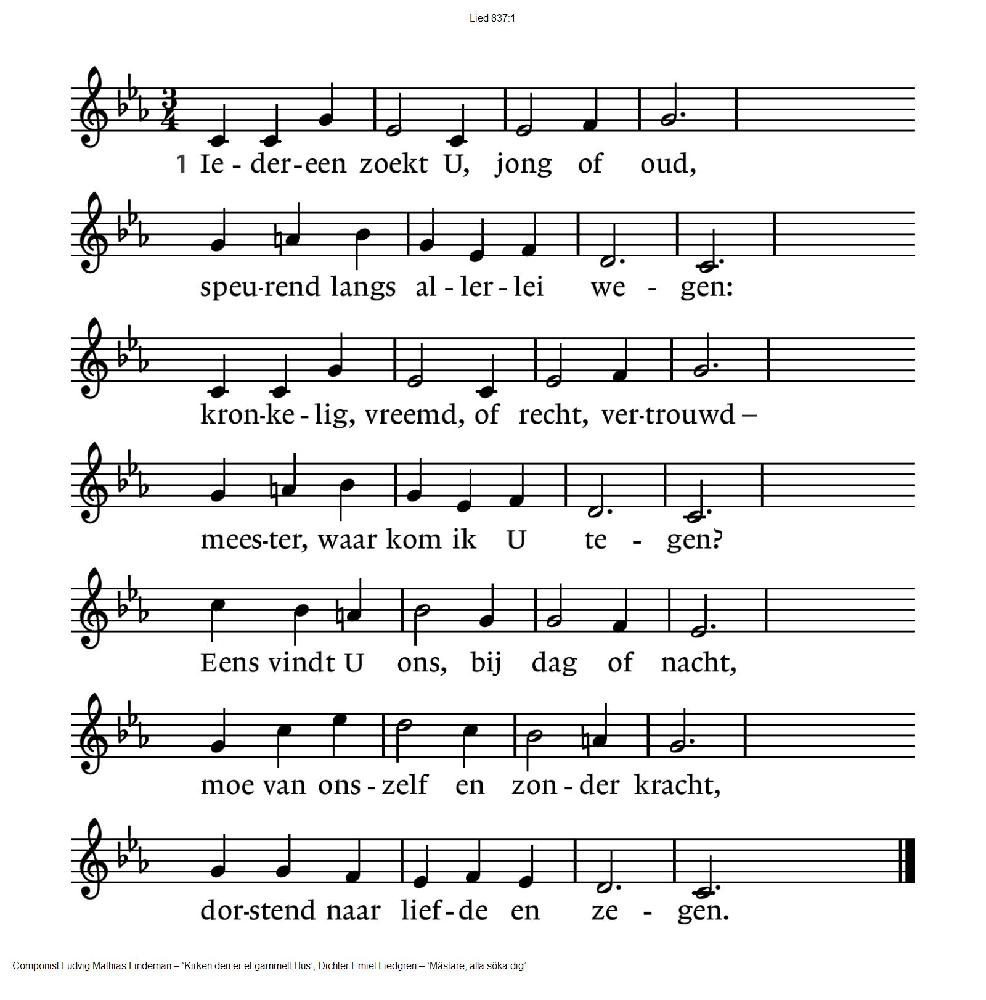 Lied 837:1
3
4
1 Ie - der-een zoekt U, jong of oud,
speu-rend langs al - ler - lei we - gen:
kron-ke - lig, vreemd, of recht, ver-trouwd –
mees-ter, waar kom ik U te - gen?
Eens vindt U ons, bij dag of nacht,
moe van ons - zelf en zon - der kracht,
dor-stend naar lief-de en ze - gen.
Componist Ludvig Mathias Lindeman – ‘Kirken den er et gammelt Hus’, Dichter Emiel Liedgren – ‘Mästare, alla söka dig’